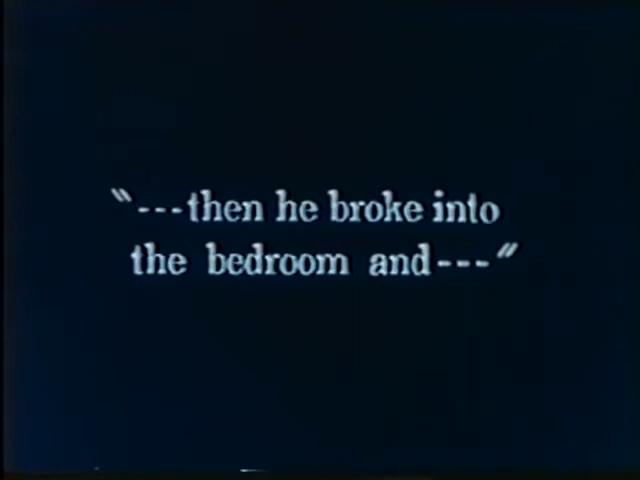 "---then he broke into
the bedroom and---"